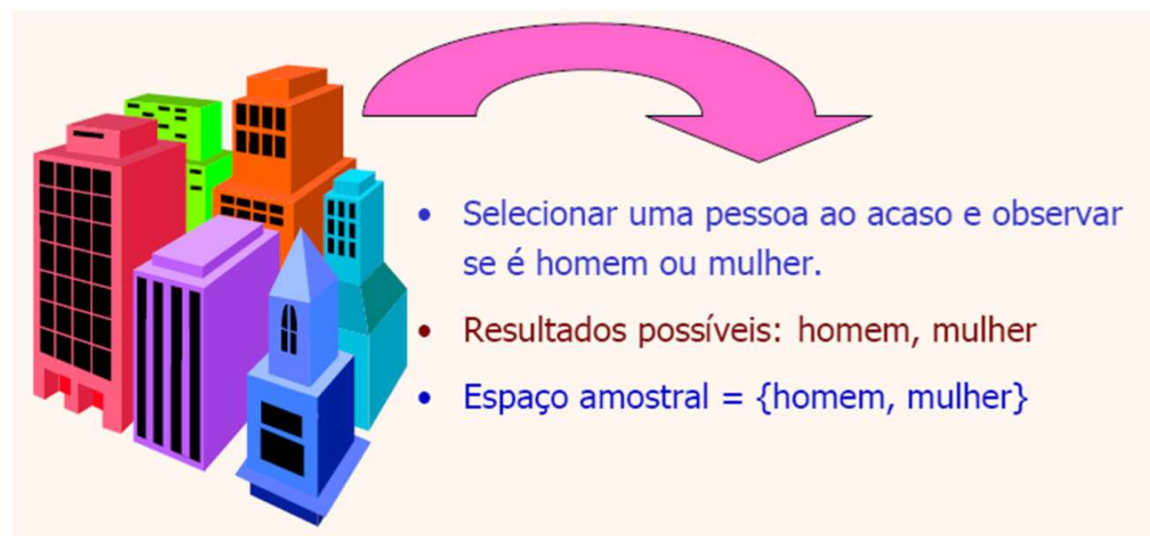 • Selecionar uma pessoa ao acaso e observar
se é homem ou mulher.
• Resultados possíveis: homem, mulher
• Espaço amostral = {homem, mulher}